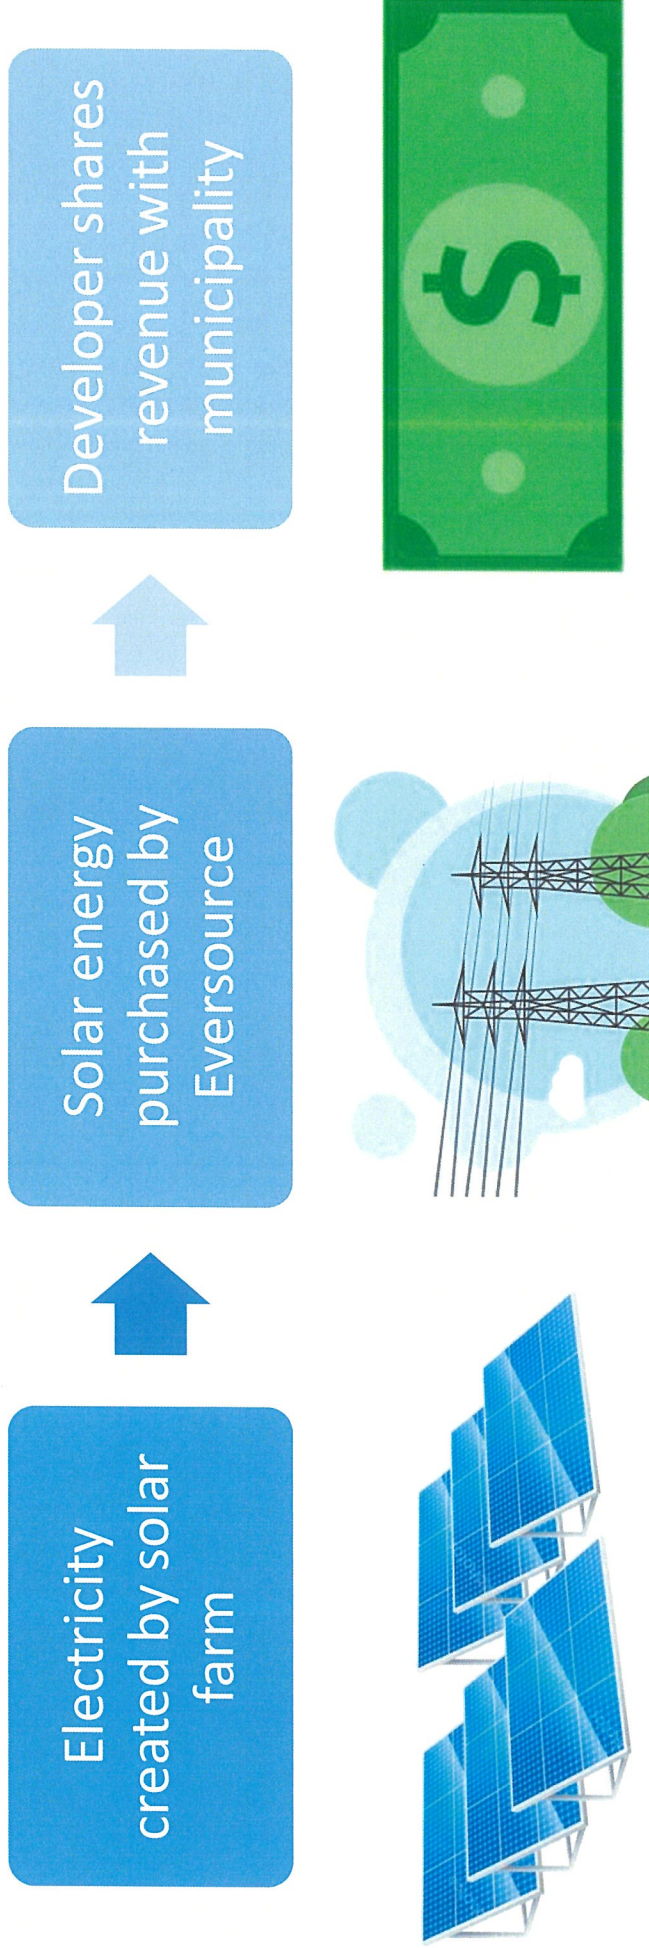 Electricity
created by solar
farm
Solar energy
purchased by
Eversource
Developer shares
revenue with
municipality
$